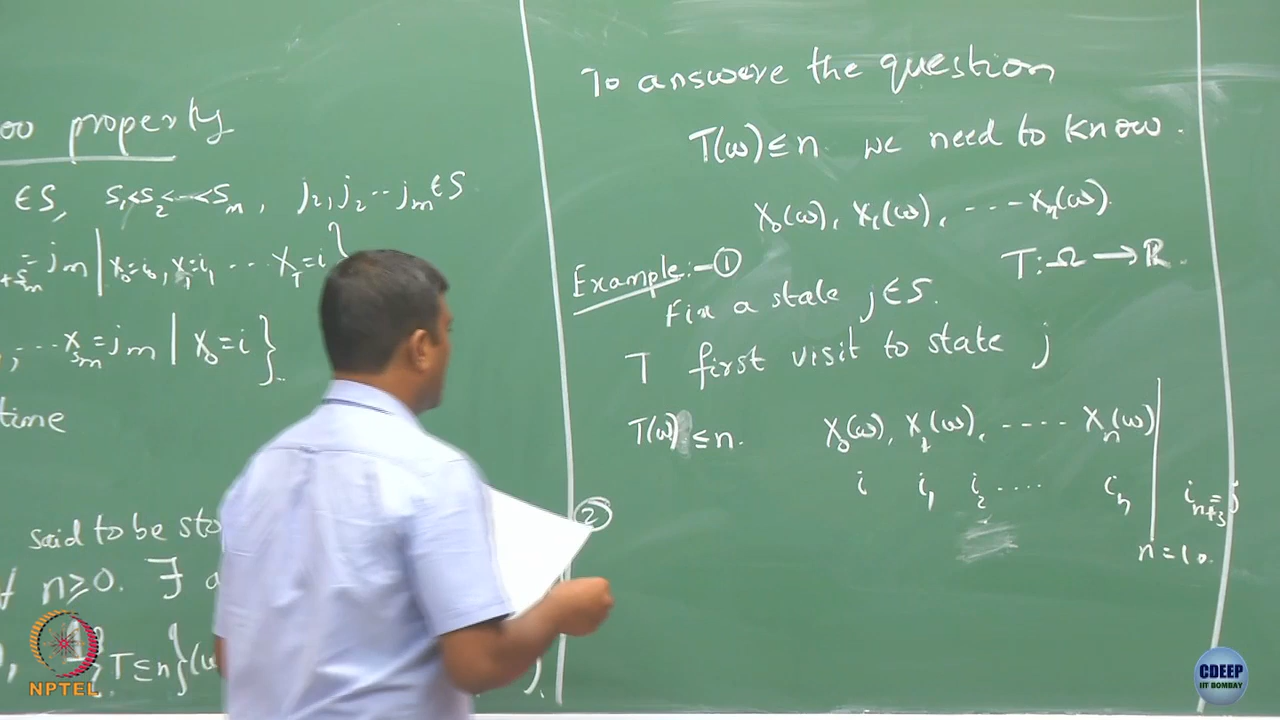 property
∈S, s₁<s₂<--<sₘ, j₂, j₂ -- jₘ∈S
=jₘ | X₀=i₀, X₁=i₁ ... X_T=i}
, ... X_{sₘ}=jₘ | X₀=i}
time
said to be
n≥0. ∃
T≤n}(ω
To answere the question
T(ω)≤n we need to know.
X₀(ω), X₁(ω), ---- Xₙ(ω).
Example:-①
T:Ω→ℝ.
Fix a state j∈S.
T first visit to state j
T(ω) ≤n. X₀(ω), X₁(ω), ---- Xₙ(ω)
i i₁ i₂ .... iₙ iₙ₊₃=j
②
n=10.
NPTEL
CDEEP
IIT BOMBAY